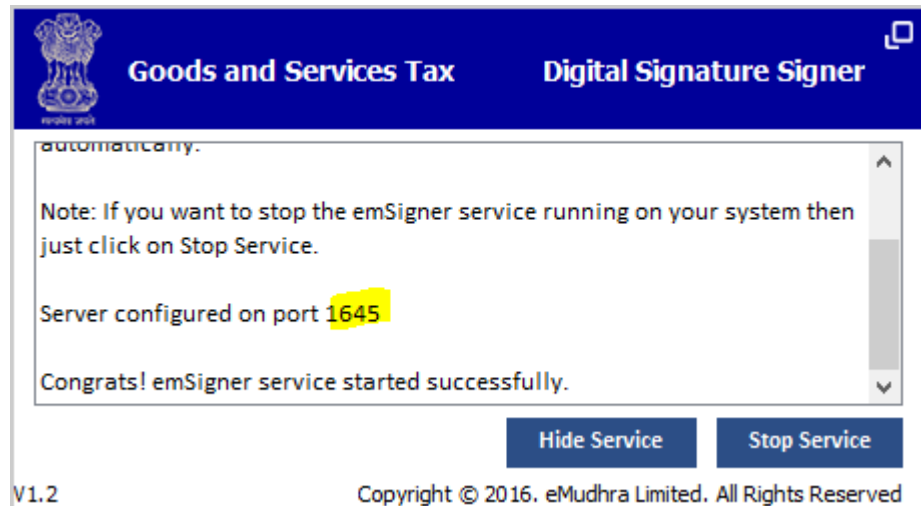 Goods and Services Tax
Digital Signature Signer
automatically.
Note: If you want to stop the emSigner service running on your system then
just click on Stop Service.
Server configured on port 1645
Congrats! emSigner service started successfully.
Hide Service
Stop Service
V1.2
Copyright © 2016. eMudhra Limited. All Rights Reserved